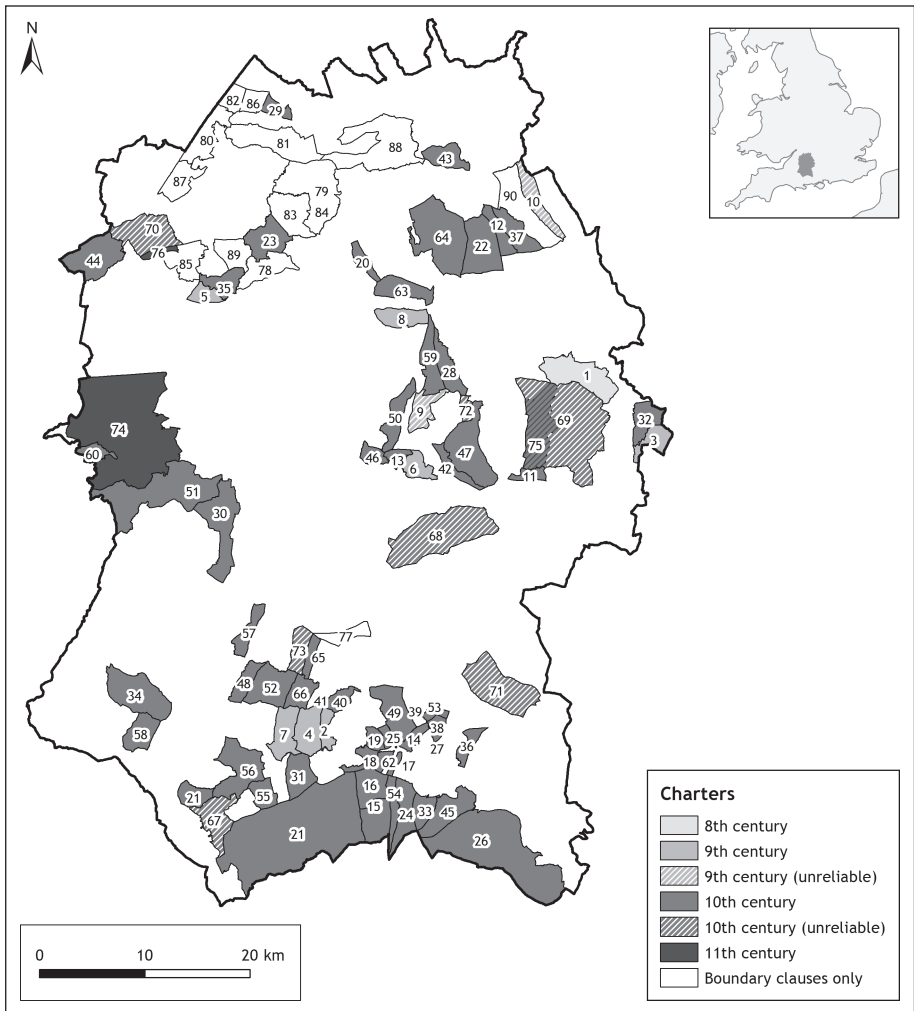 N
82 86 29
80 81 88 43
87 79
90 10
83 84
70 12
64 22 37
23
44 76 85 89 78
20
5 35
63
8
59
28 1
50 9 72 69
74 32
60 75 3
46 13 6 42 47 11
51
30
68
57
77
73 65
48 52 66 71
34 41 40
49 39 53
58 7 4 2 38
19 25 14 27 36
18 62 17
56 31
21 55 16 54
67 15 24 33 45
21 26
Charters
8th century
9th century
9th century (unreliable)
10th century
10th century (unreliable)
11th century
Boundary clauses only
0 10 20 km